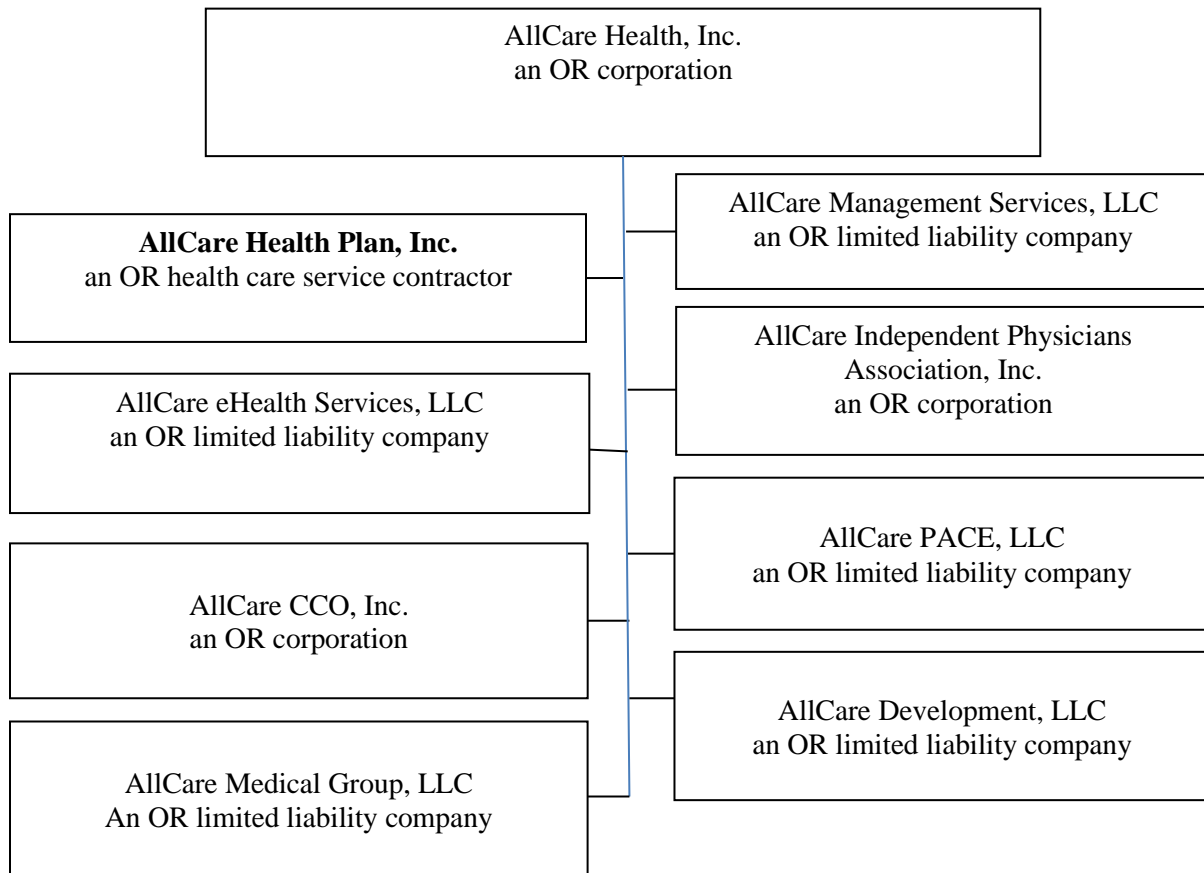 AllCare Health, Inc.
an OR corporation
AllCare Management Services, LLC
an OR limited liability company
AllCare Health Plan, Inc.
an OR health care service contractor
AllCare Independent Physicians
Association, Inc.
an OR corporation
AllCare eHealth Services, LLC
an OR limited liability company
AllCare PACE, LLC
an OR limited liability company
AllCare CCO, Inc.
an OR corporation
AllCare Development, LLC
an OR limited liability company
AllCare Medical Group, LLC
An OR limited liability company